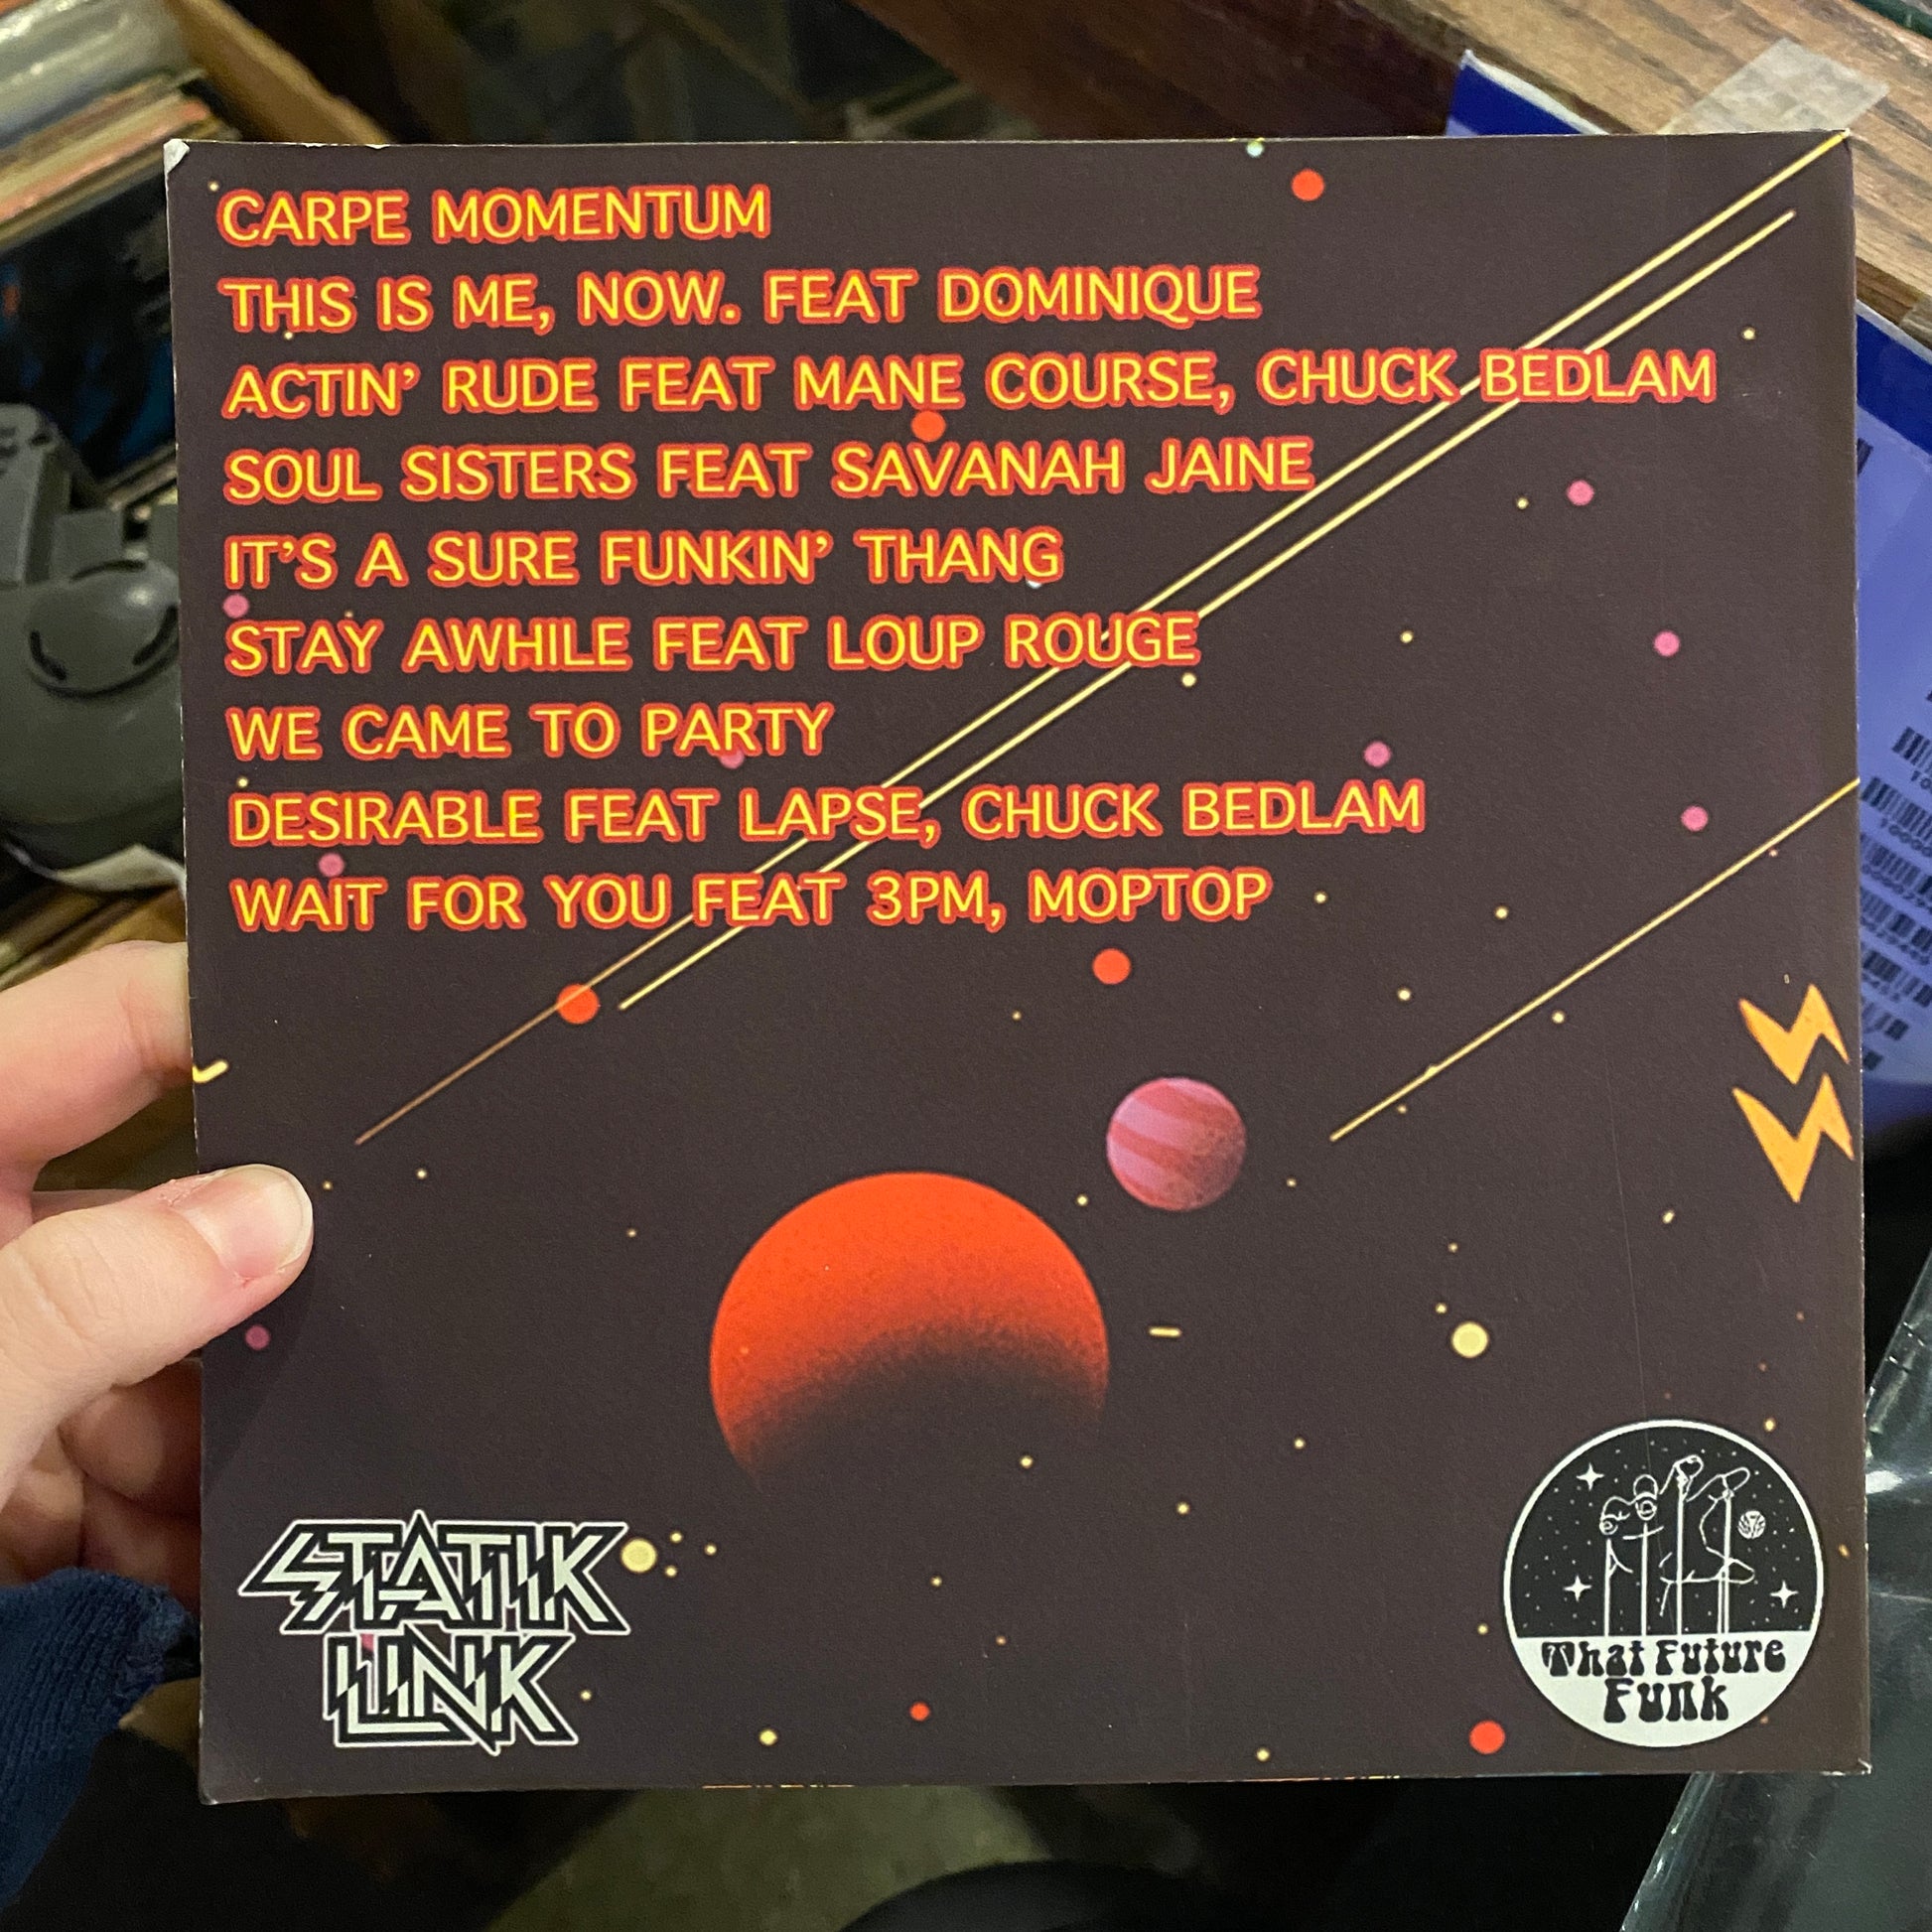 CARPE MOMENTUM
THIS IS ME, NOW. FEAT DOMINIQUE
ACTIN' RUDE FEAT MANE COURSE, CHUCK BEDLAM
SOUL SISTERS FEAT SAVANAH JAINE
IT'S A SURE FUNKIN' THANG
STAY AWHILE FEAT LOUP ROUGE
WE CAME TO PARTY
DESIRABLE FEAT LAPSE, CHUCK BEDLAM
WAIT FOR YOU FEAT 3PM, MOPTOP
STATIK
LINK
That Future
Funk